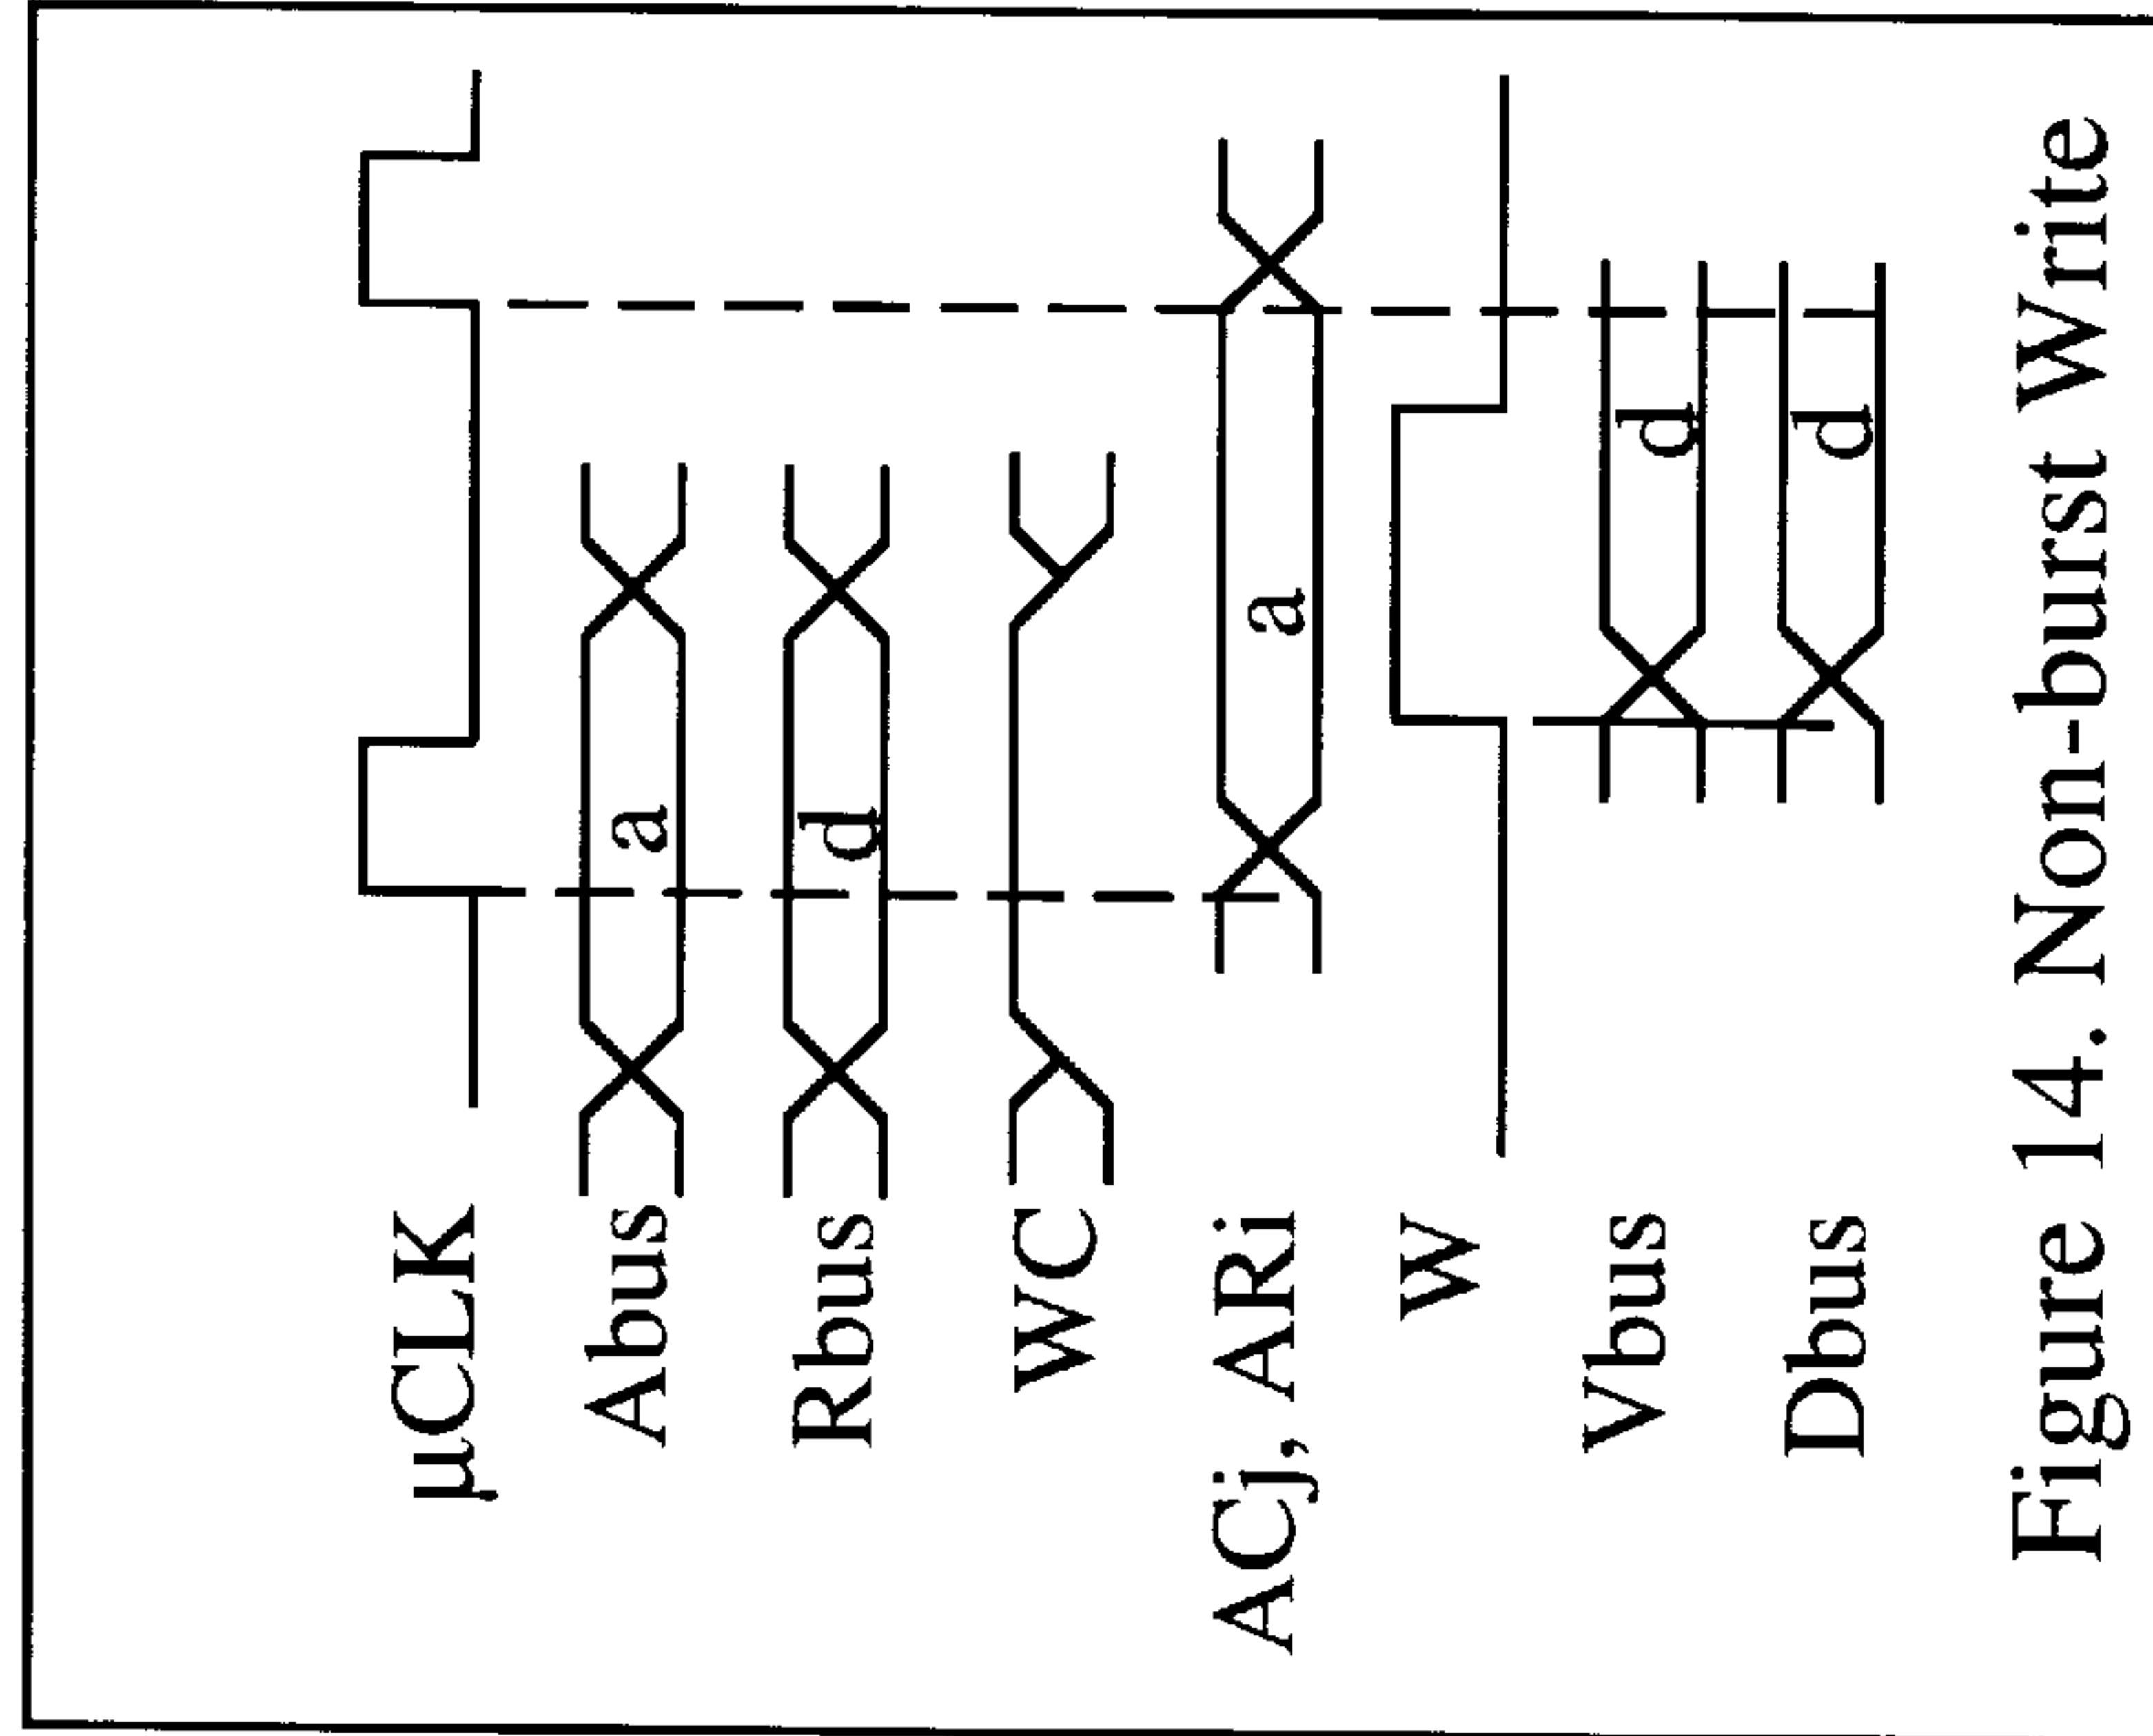 µCLK
Abus a
Rbus d
WC
ACj, ARi a
W
Vbus d
Dbus d
Figure 14. Non-burst Write